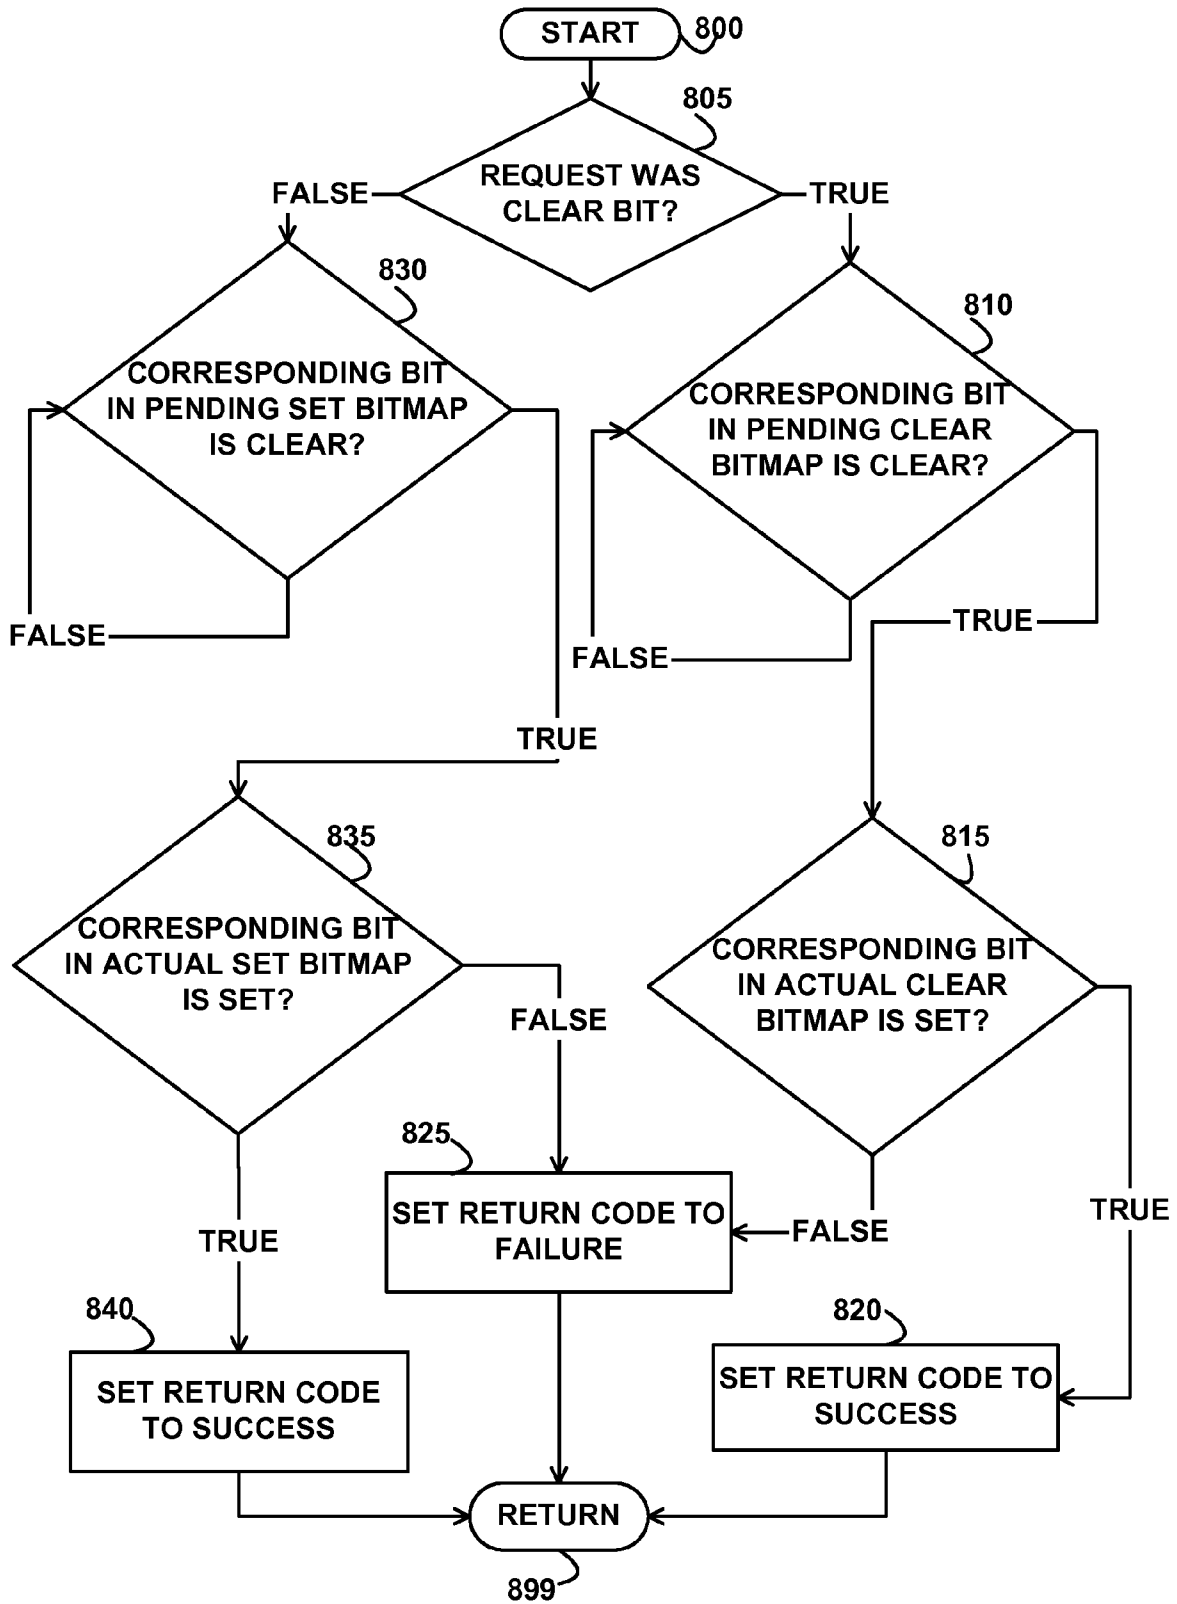 START
800
805
REQUEST WAS
CLEAR BIT?
FALSE
TRUE
830
810
CORRESPONDING BIT
IN PENDING SET BITMAP
IS CLEAR?
CORRESPONDING BIT
IN PENDING CLEAR
BITMAP IS CLEAR?
FALSE
TRUE
FALSE
TRUE
835
815
CORRESPONDING BIT
IN ACTUAL SET BITMAP
IS SET?
CORRESPONDING BIT
IN ACTUAL CLEAR
BITMAP IS SET?
FALSE
825
TRUE
SET RETURN CODE TO
FAILURE
FALSE
TRUE
840
820
SET RETURN CODE
TO SUCCESS
SET RETURN CODE TO
SUCCESS
RETURN
899